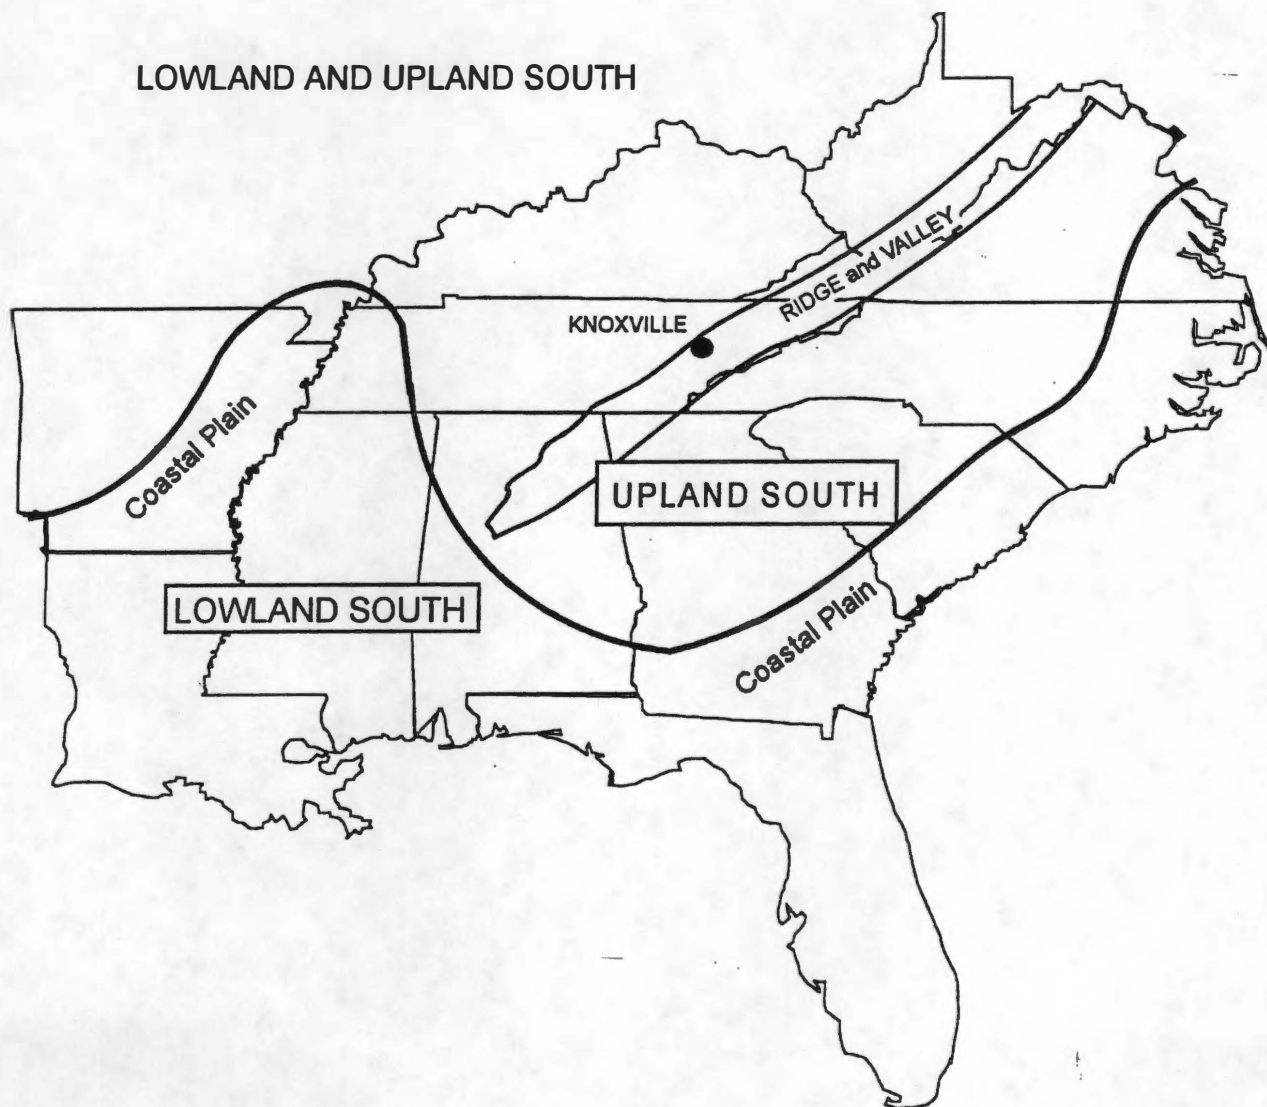 LOWLAND AND UPLAND SOUTH
RIDGE and VALLEY
KNOXVILLE
Coastal Plain
UPLAND SOUTH
LOWLAND SOUTH
Coastal Plain